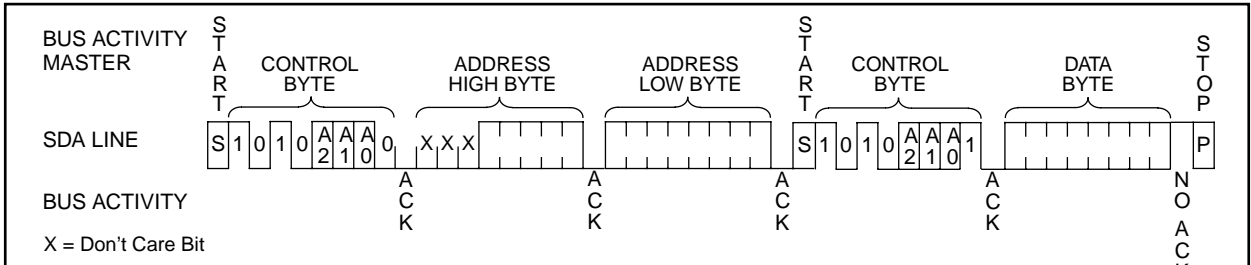 BUS ACTIVITY
MASTER
START
CONTROL
BYTE
ADDRESS
HIGH BYTE
ADDRESS
LOW BYTE
START
CONTROL
BYTE
DATA
BYTE
STOP
SDA LINE
S 1 0 1 0 A2 A1 A0 0 X X X S 1 0 1 0 A2 A1 A0 1 P
BUS ACTIVITY
ACK
ACK
ACK
ACK
NO ACK
X = Don't Care Bit